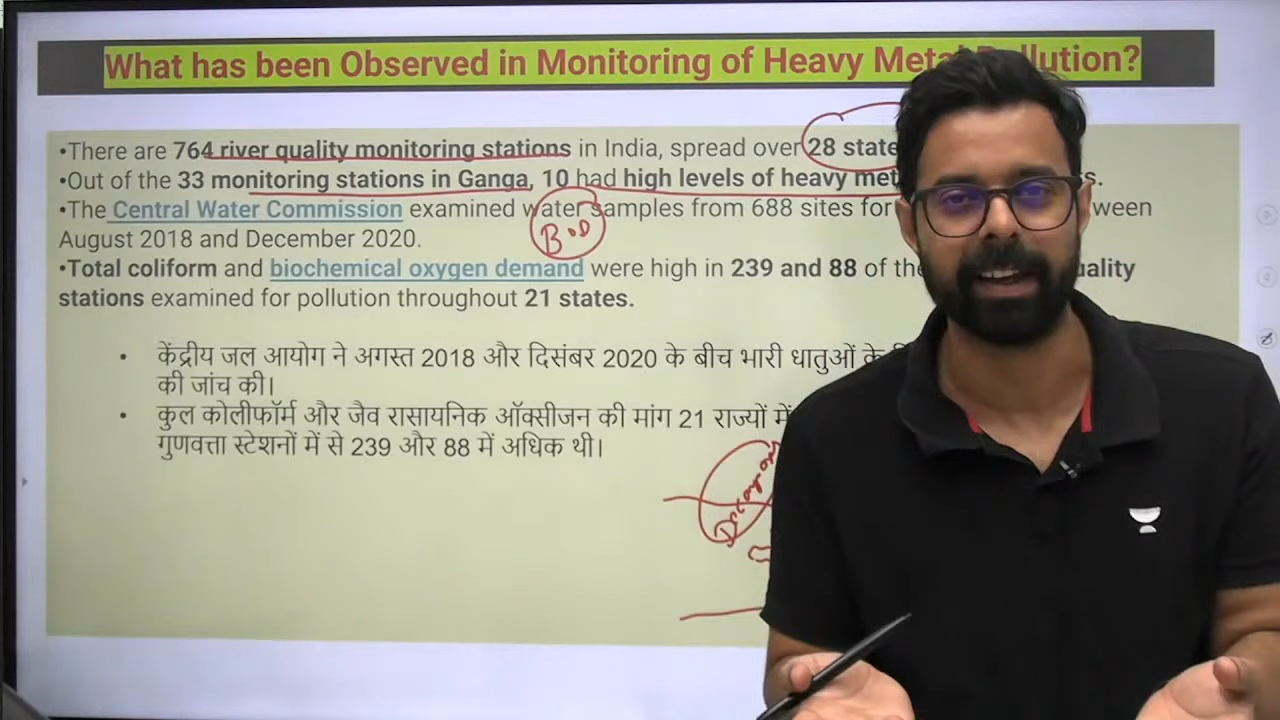 What has been Observed in Monitoring of Heavy Metal Pollution?
•There are 764 river quality monitoring stations in India, spread over 28 state
•Out of the 33 monitoring stations in Ganga, 10 had high levels of heavy met
•The Central Water Commission examined water samples from 688 sites for
August 2018 and December 2020.
BOD
•Total coliform and biochemical oxygen demand were high in 239 and 88 of
stations examined for pollution throughout 21 states.
• केंद्रीय जल आयोग ने अगस्त 2018 और दिसंबर 2020 के बीच भारी धातुओं के
की जांच की।
• कुल कोलीफॉर्म और जैव रासायनिक ऑक्सीजन की मांग 21 राज्यों में
गुणवत्ता स्टेशनों में से 239 और 88 में अधिक थी।